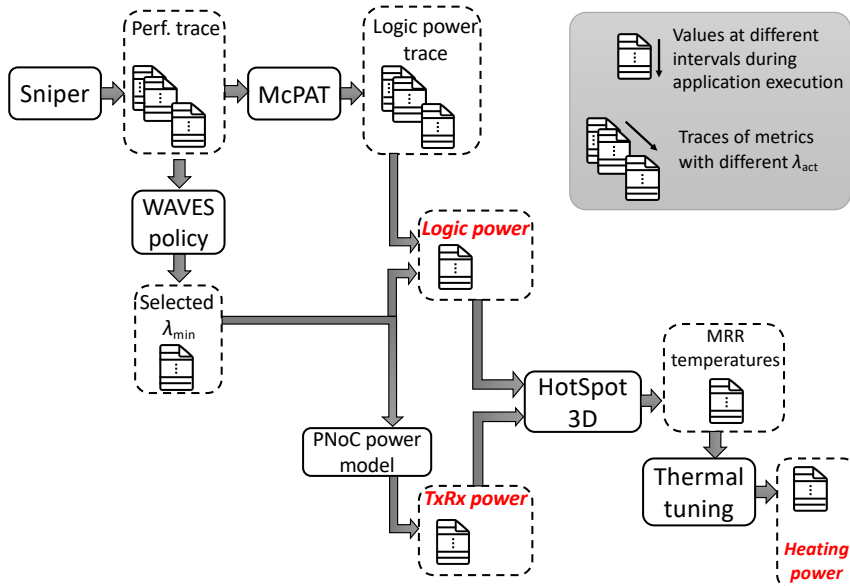 Perf. trace
Logic power
trace
Sniper
McPAT
Values at different
intervals during
application execution
Traces of metrics
with different λact
WAVES
policy
Logic power
Selected
λmin
MRR
temperatures
HotSpot
3D
PNoC power
model
TxRx power
Thermal
tuning
Heating
power